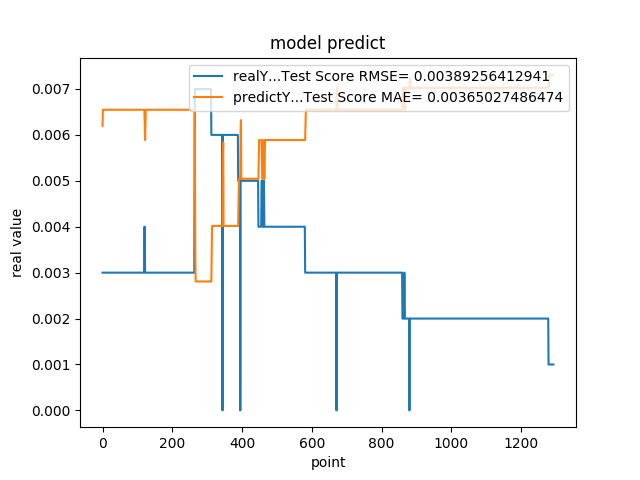 model predict
realY...Test Score RMSE= 0.00389256412941
predictY...Test Score MAE= 0.00365027486474
0.007
0.006
0.005
0.004
0.003
0.002
0.001
0.000
real value
0 200 400 600 800 1000 1200
point